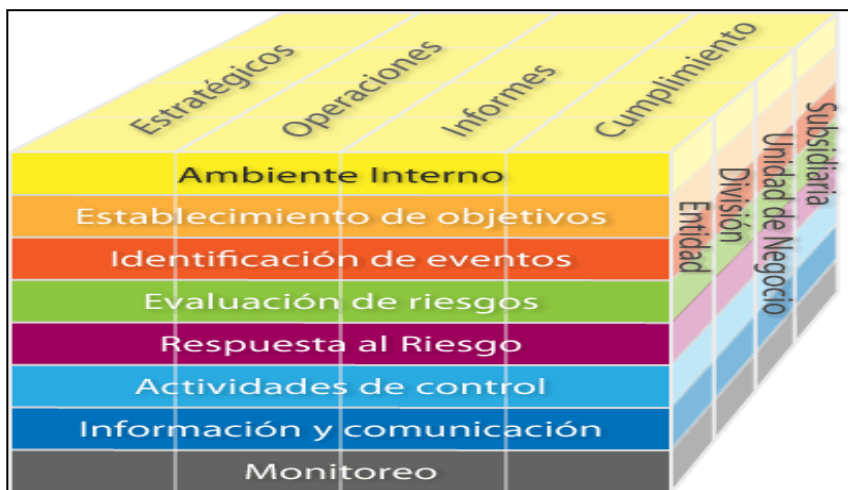 Estratégicos
Operaciones
Informes
Cumplimiento
Ambiente Interno
Establecimiento de objetivos
Identificación de eventos
Evaluación de riesgos
Respuesta al Riesgo
Actividades de control
Información y comunicación
Monitoreo
Entidad
División
Unidad de Negocio
Subsidiaria